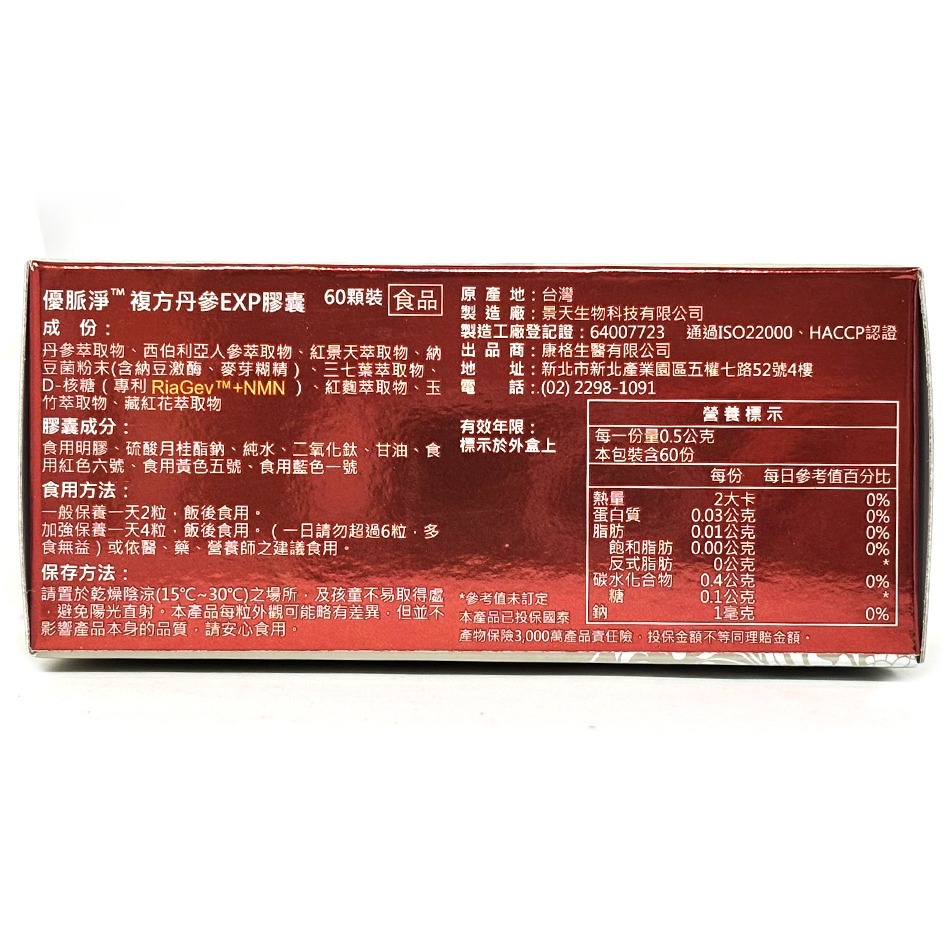 優脈淨™ 複方丹參EXP膠囊 60顆裝 食品
成 份：
丹參萃取物、西伯利亞人參萃取物、紅景天萃取物、納
豆菌粉末(含納豆激酶、麥芽糊精)、三七葉萃取物、
D-核糖(專利 RiaGev™+NMN )、紅麴萃取物、玉
竹萃取物、藏紅花萃取物
膠囊成分：
食用明膠、硫酸月桂酯鈉、純水、二氧化鈦、甘油、食
用紅色六號、食用黃色五號、食用藍色一號
食用方法：
一般保養一天2粒，飯後食用。
加強保養一天4粒，飯後食用。(一日請勿超過6粒，多
食無益)或依醫、藥、營養師之建議食用。
保存方法：
請置於乾燥陰涼(15℃~30℃)之場所，及孩童不易取得處
，避免陽光直射。本產品每粒外觀可能略有差異，但並不
影響產品本身的品質，請安心食用。
原 產 地：台灣
製 造 廠：景天生物科技有限公司
製造工廠登記證：64007723 通過ISO22000、HACCP認證
出 品 商：康格生醫有限公司
地 址：新北市新北產業園區五權七路52號4樓
電 話：(02) 2298-1091
有效年限：
標示於外盒上
*參考值未訂定
本產品已投保國泰
產物保險3,000萬產品責任險，投保金額不等同理賠金額。
營養標示
每一份量0.5公克
本包裝含60份
每份 每日參考值百分比
熱量 2大卡 0%
蛋白質 0.03公克 0%
脂肪 0.01公克 0%
飽和脂肪 0.00公克 0%
反式脂肪 0公克 *
碳水化合物 0.4公克 0%
糖 0.1公克 *
鈉 1毫克 0%